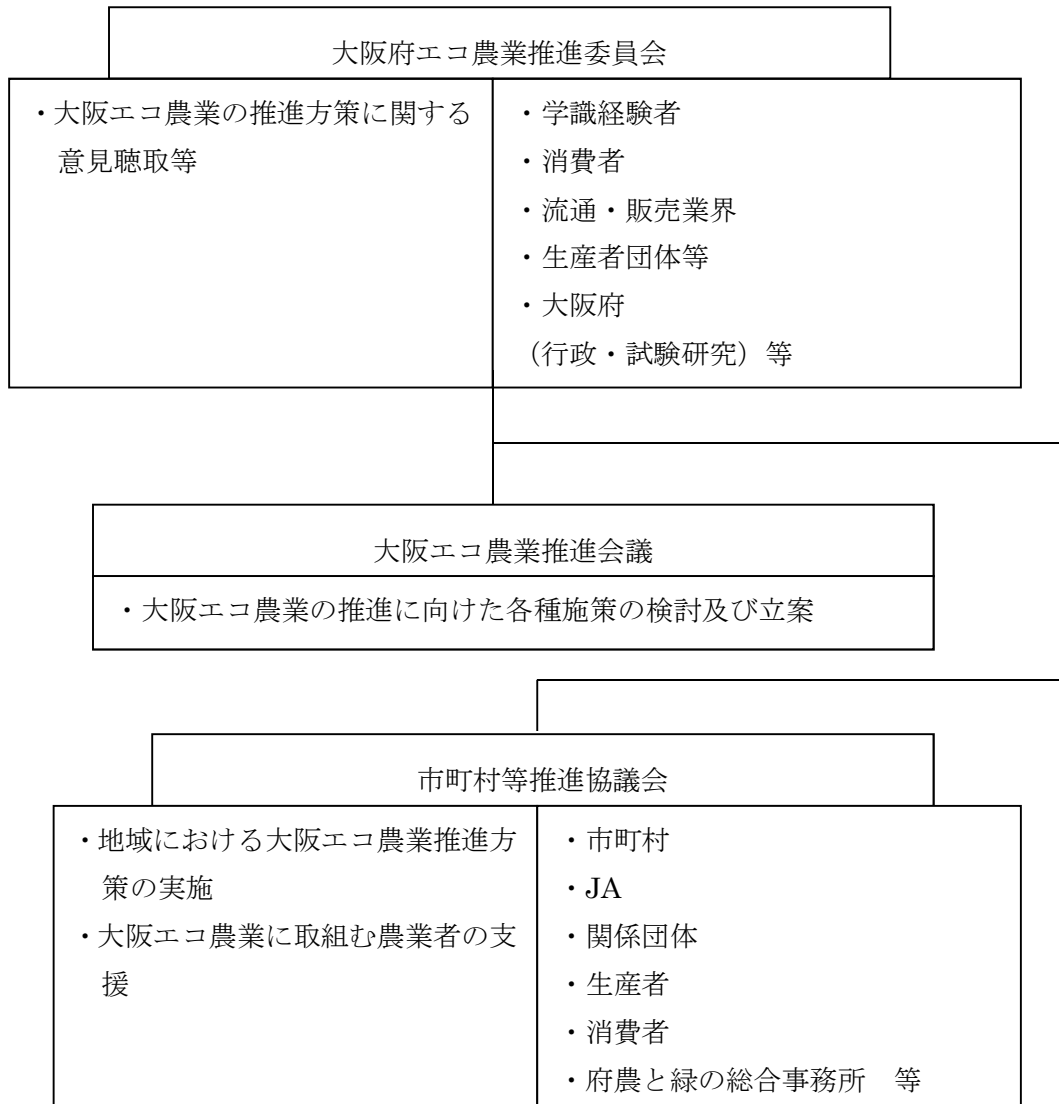 大阪府エコ農業推進委員会
・大阪エコ農業の推進方策に関する
意見聴取等
・学識経験者
・消費者
・流通・販売業界
・生産者団体等
・大阪府
（行政・試験研究）等
大阪エコ農業推進会議
・大阪エコ農業の推進に向けた各種施策の検討及び立案
市町村等推進協議会
・地域における大阪エコ農業推進方
策の実施
・大阪エコ農業に取組む農業者の支
援
・市町村
・JA
・関係団体
・生産者
・消費者
・府農と緑の総合事務所　等